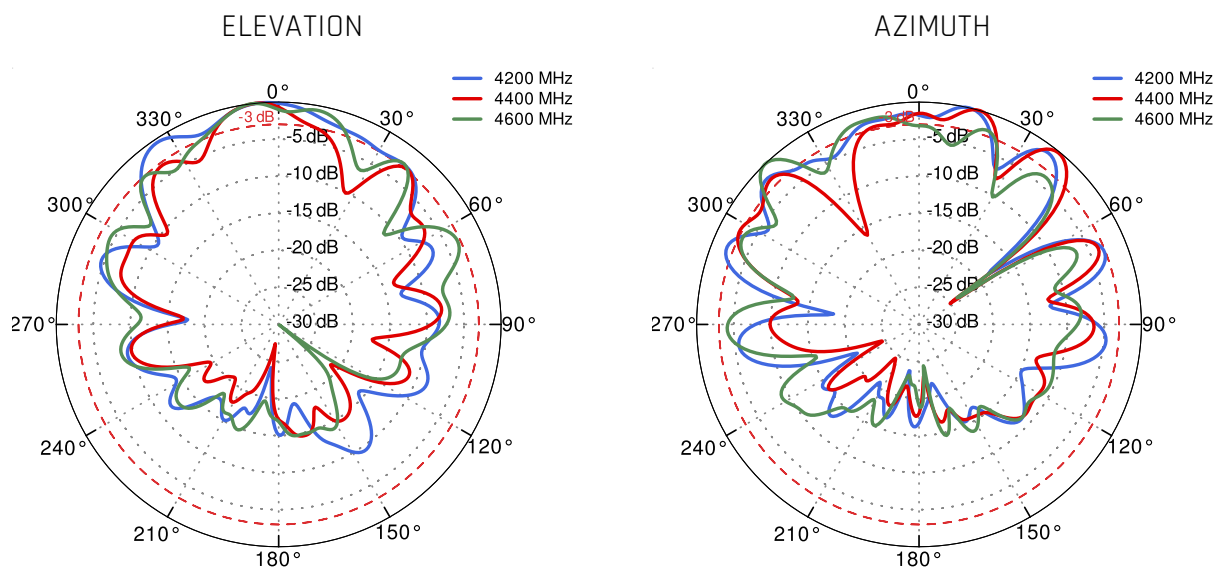 ELEVATION
4200 MHz
4400 MHz
4600 MHz
0°
30°
60°
90°
120°
150°
180°
210°
240°
270°
300°
330°
-3 dB
-5 dB
-10 dB
-15 dB
-20 dB
-25 dB
-30 dB
AZIMUTH
4200 MHz
4400 MHz
4600 MHz
0°
30°
60°
90°
120°
150°
180°
210°
240°
270°
300°
330°
-3 dB
-5 dB
-10 dB
-15 dB
-20 dB
-25 dB
-30 dB